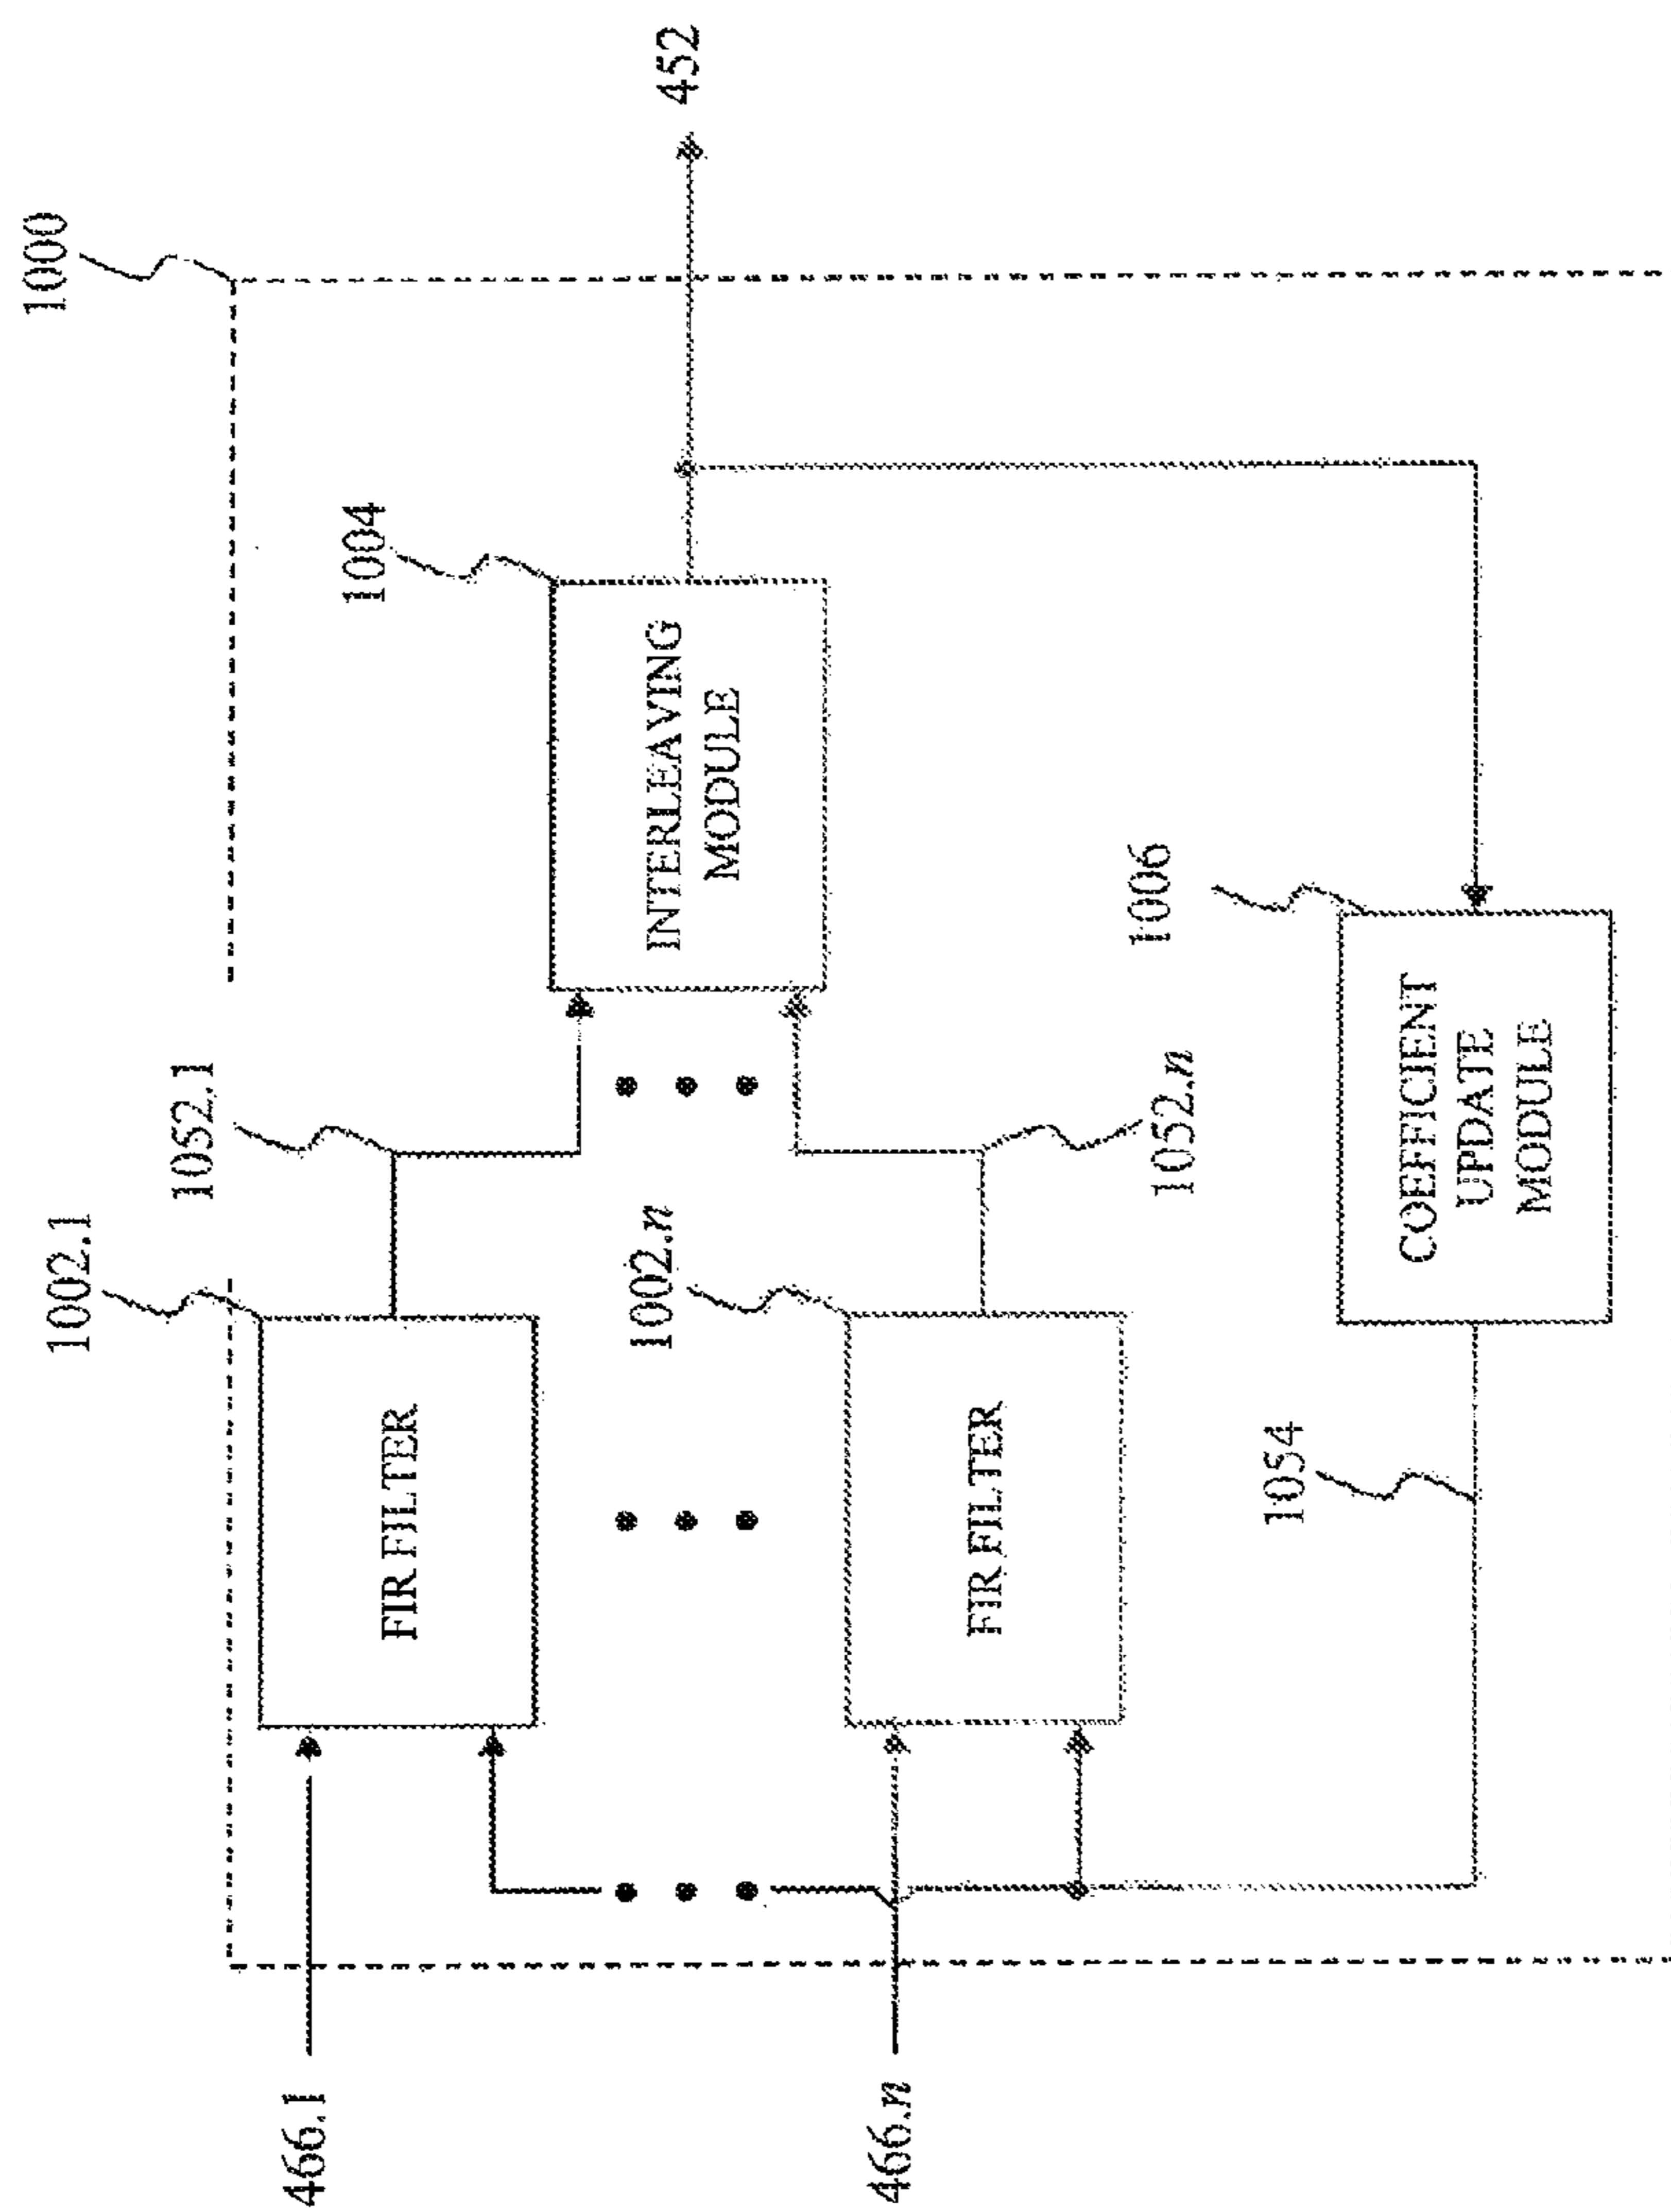 1000
466.1
FIR FILTER
1002.1
1052.1
466.n
FIR FILTER
1002.n
1052.n
INTERLEAVING
MODULE
1004
452
COEFFICIENT
UPDATE
MODULE
1006
1054